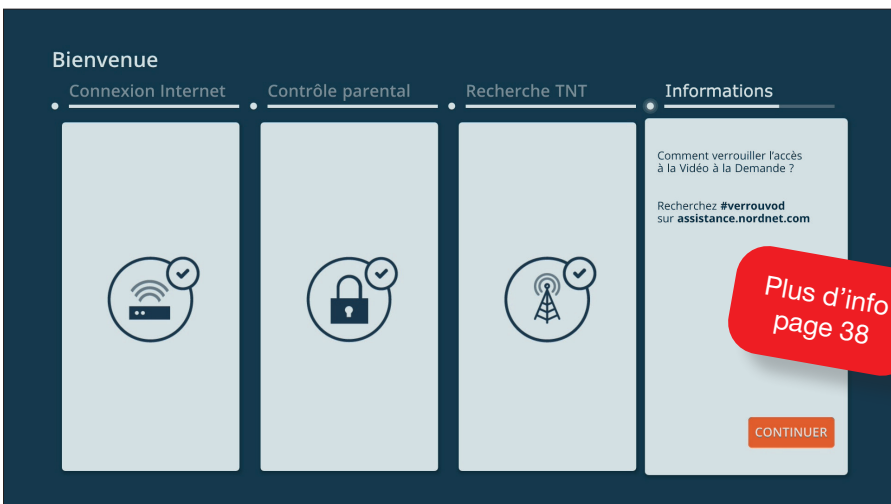 Bienvenue
Connexion Internet
Contrôle parental
Recherche TNT
Informations
Comment verrouiller l'accès
à la Vidéo à la Demande ?
Recherchez #verrouvod
sur assistance.nordnet.com
Plus d'info
page 38
CONTINUER